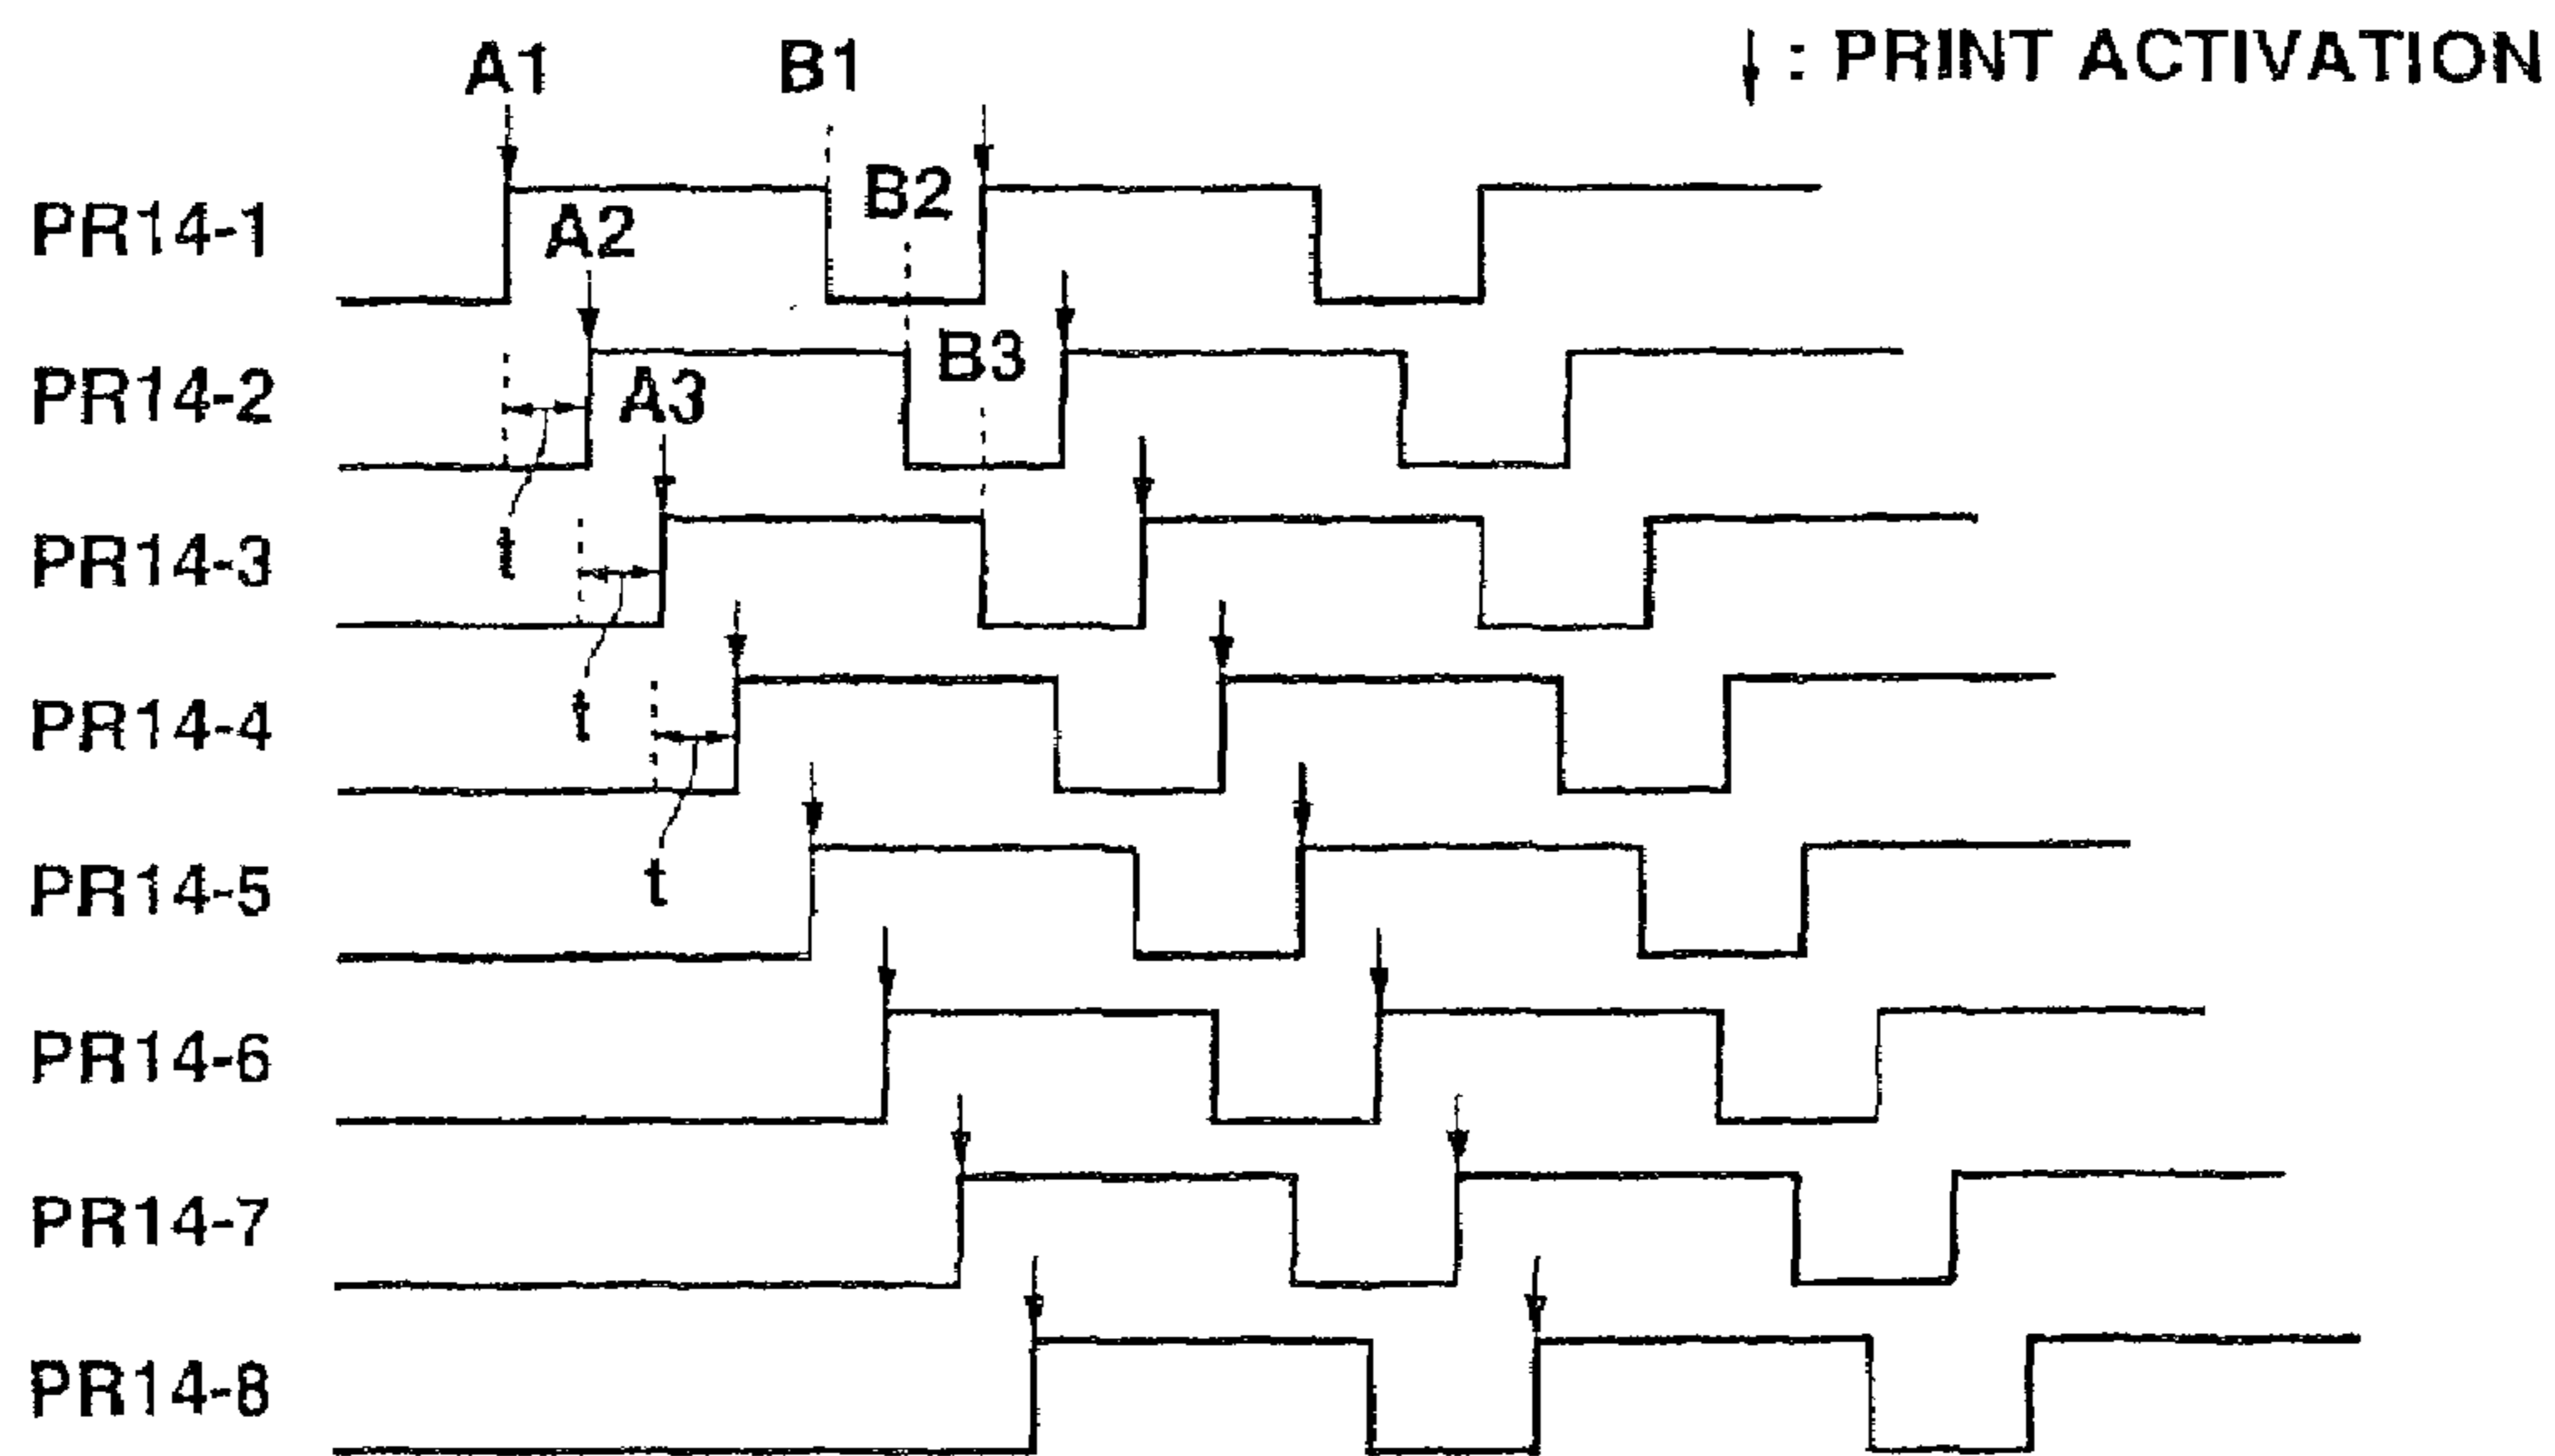 A1
B1
↓ : PRINT ACTIVATION
PR14-1
A2
B2
PR14-2
A3
B3
t
PR14-3
t
PR14-4
t
PR14-5
PR14-6
PR14-7
PR14-8